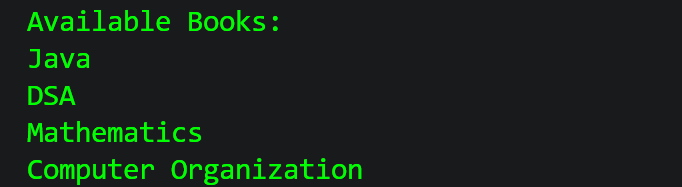 Available Books:
Java
DSA
Mathematics
Computer Organization